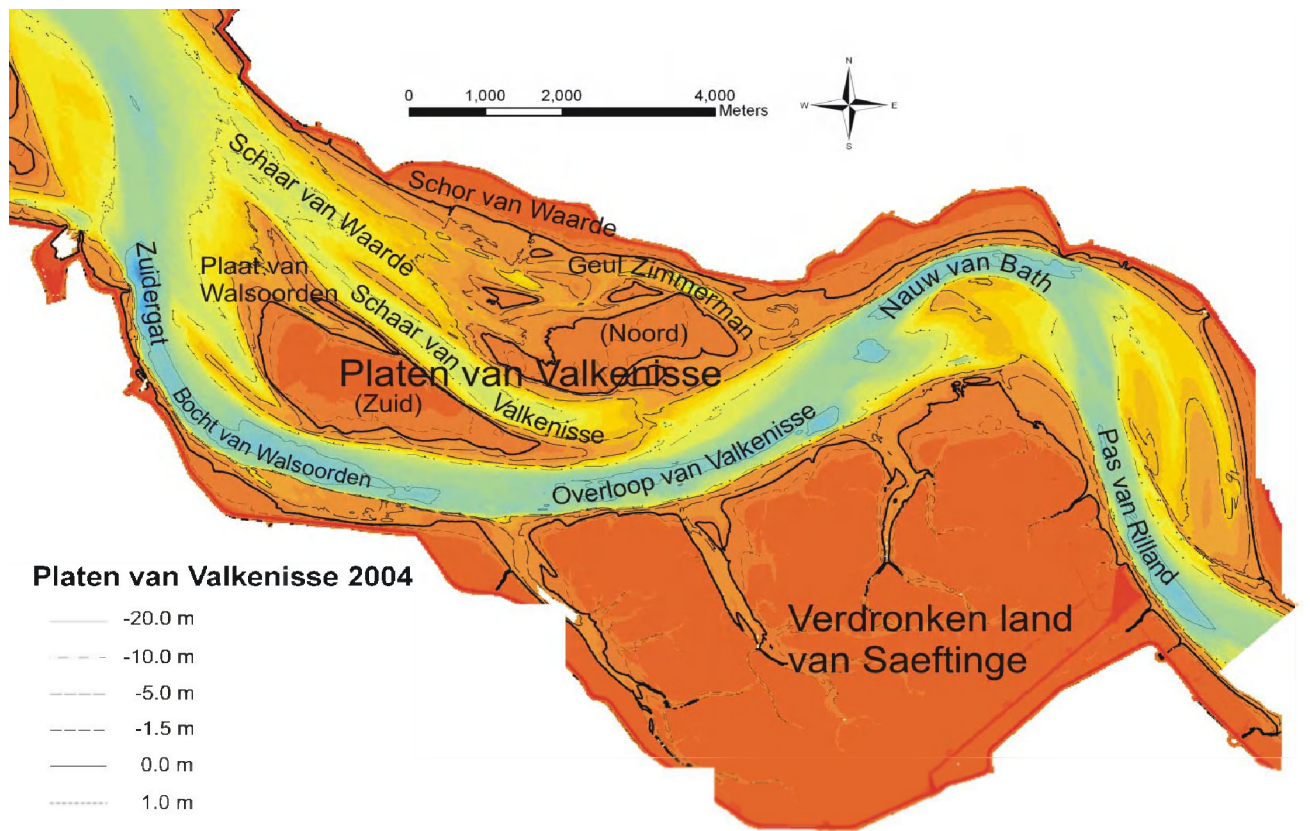 N
0 1,000 2,000 4,000
Meters
W E
S
Schaar van Waarde
Schor van Waarde
Geul Zimmerman
Nauw van Bath
Zuidergat
Plaat van
Walsoorden
Schaar van
Valkenisse
(Noord)
Platen van Valkenisse
(Zuid)
Bocht van Walsoorden
Overloop van Valkenisse
Pas van Rilland
Verdronken land
van Saeftinge
Platen van Valkenisse 2004
-20.0 m
-10.0 m
-5.0 m
-1.5 m
0.0 m
1.0 m